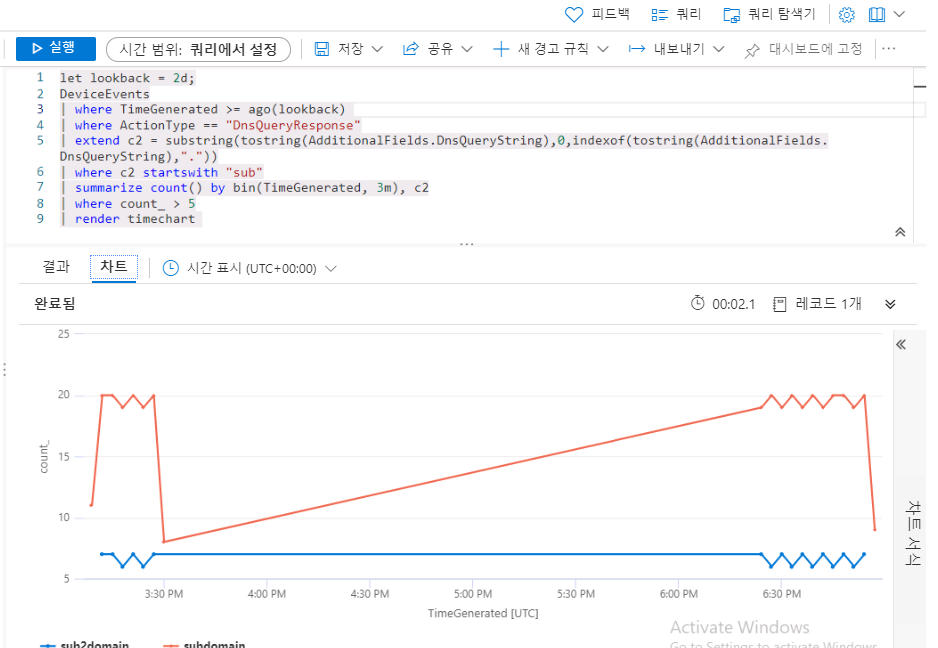 피드백 쿼리 쿼리 탐색기
실행 시간 범위: 쿼리에서 설정 저장 공유 새 경고 규칙 내보내기 대시보드에 고정 ...
1 let lookback = 2d;
2 DeviceEvents
3 | where TimeGenerated >= ago(lookback)
4 | where ActionType == "DnsQueryResponse"
5 | extend c2 = substring(tostring(AdditionalFields.DnsQueryString),0,indexof(tostring(AdditionalFields.
DnsQueryString),"."))
6 | where c2 startswith "sub"
7 | summarize count() by bin(TimeGenerated, 3m), c2
8 | where count_ > 5
9 | render timechart
결과 차트 시간 표시 (UTC+00:00)
완료됨 00:02.1 레코드 1개
25
20
15
10
5
count_
3:30 PM 4:00 PM 4:30 PM 5:00 PM 5:30 PM 6:00 PM 6:30 PM
TimeGenerated [UTC]
sub2domain subdomain
차트 서식
Activate Windows
Go to Settings to activate Windows.